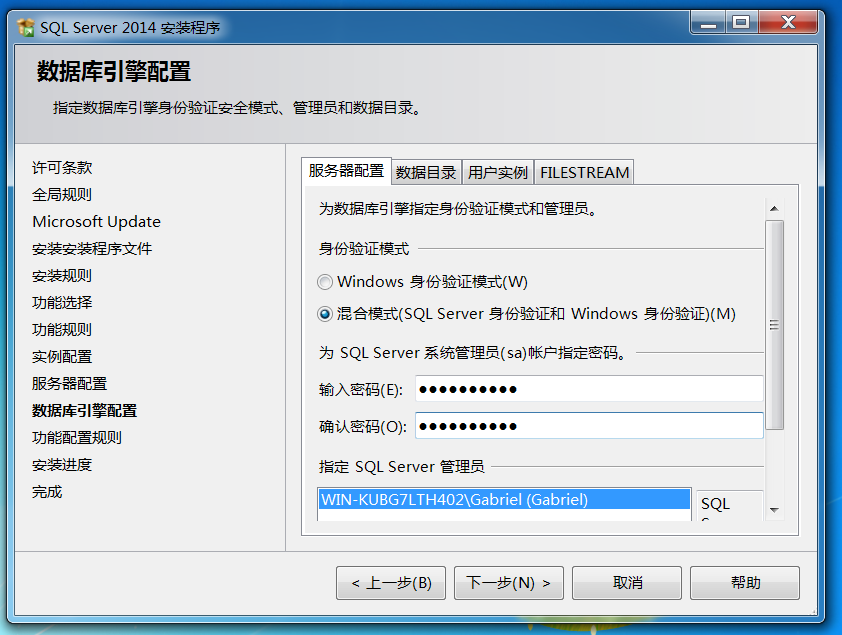 SQL Server 2014 安装程序
数据库引擎配置
指定数据库引擎身份验证安全模式、管理员和数据目录。
许可条款
全局规则
Microsoft Update
安装安装程序文件
安装规则
功能选择
功能规则
实例配置
服务器配置
数据库引擎配置
功能配置规则
安装进度
完成
服务器配置 数据目录 用户实例 FILESTREAM
为数据库引擎指定身份验证模式和管理员。
身份验证模式
Windows 身份验证模式(W)
混合模式(SQL Server 身份验证和 Windows 身份验证)(M)
为 SQL Server 系统管理员(sa)帐户指定密码。
输入密码(E): ●●●●●●●●●●
确认密码(O): ●●●●●●●●●●
指定 SQL Server 管理员
WIN-KUBG7LTH402\Gabriel (Gabriel)
SQL
< 上一步(B) 下一步(N) > 取消 帮助